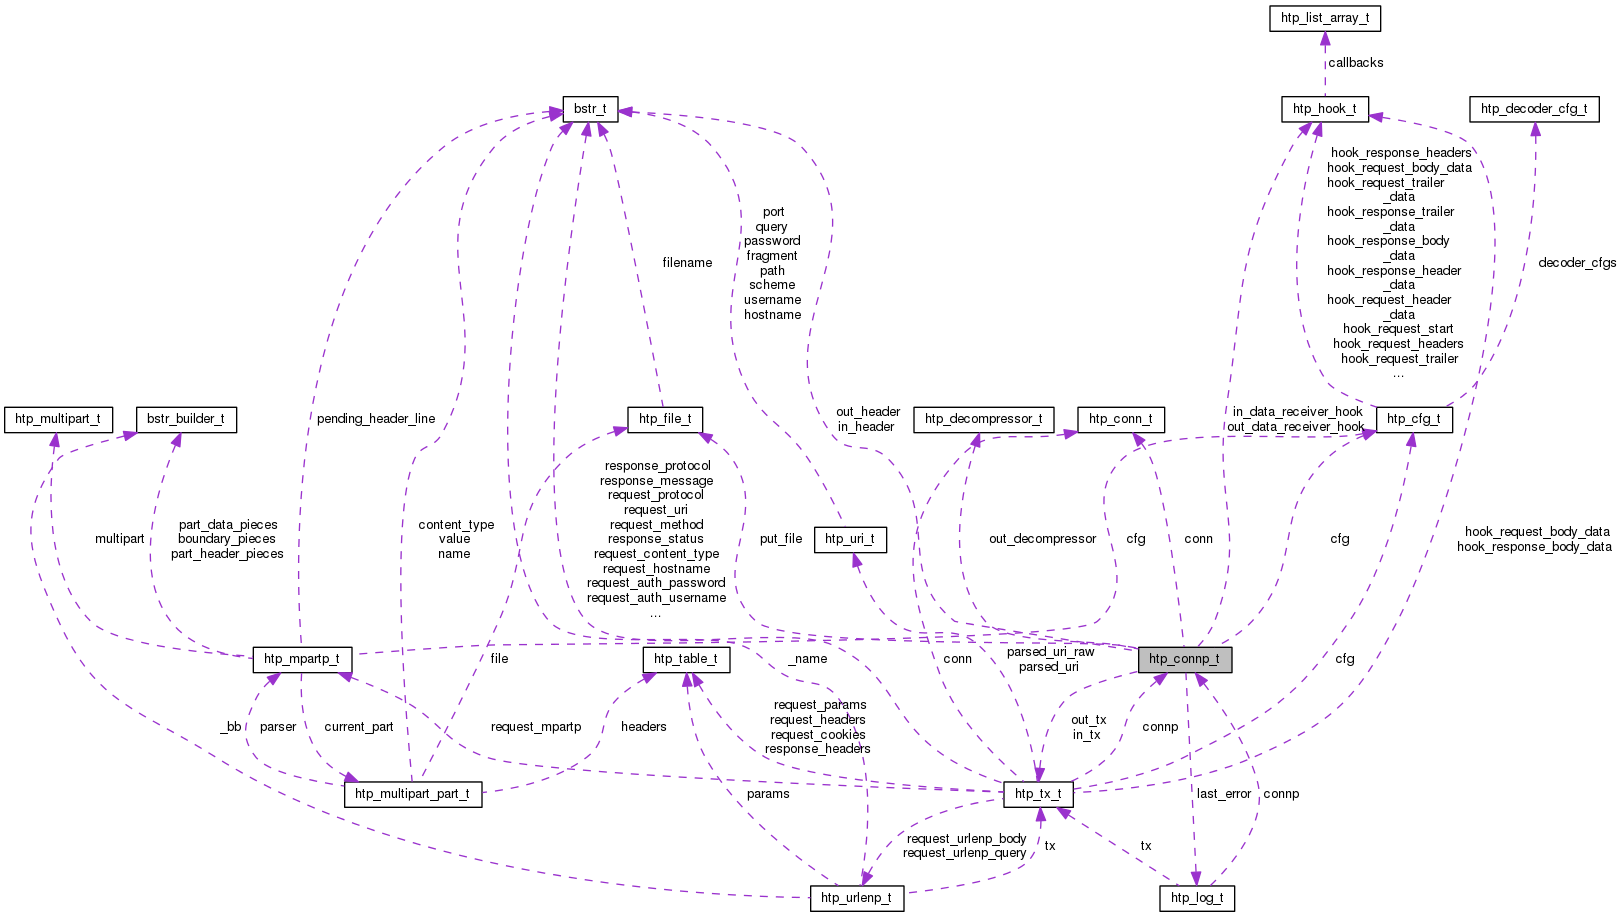 htp_list_array_t
callbacks
bstr_t
htp_hook_t
htp_decoder_cfg_t
hook_response_headers
hook_request_body_data
hook_request_trailer
_data
hook_response_trailer
_data
hook_response_body
_data
hook_response_header
_data
hook_request_header
_data
hook_request_start
hook_request_headers
hook_request_trailer
...
port
query
password
fragment
path
scheme
username
hostname
filename
decoder_cfgs
htp_multipart_t
bstr_builder_t
pending_header_line
htp_file_t
out_header
in_header
htp_decompressor_t
htp_conn_t
in_data_receiver_hook
out_data_receiver_hook
htp_cfg_t
response_protocol
response_message
request_protocol
request_uri
request_method
response_status
request_content_type
request_hostname
request_auth_password
request_auth_username
...
multipart
part_data_pieces
boundary_pieces
part_header_pieces
content_type
value
name
put_file
htp_uri_t
out_decompressor
cfg
conn
cfg
hook_request_body_data
hook_response_body_data
htp_mpartp_t
file
htp_table_t
_name
conn
parsed_uri_raw
parsed_uri
htp_connp_t
cfg
_bb
parser
current_part
request_mpartp
headers
request_params
request_headers
request_cookies
response_headers
out_tx
in_tx
connp
htp_multipart_part_t
params
htp_tx_t
last_error
connp
request_urlenp_body
request_urlenp_query
tx
tx
htp_urlenp_t
htp_log_t